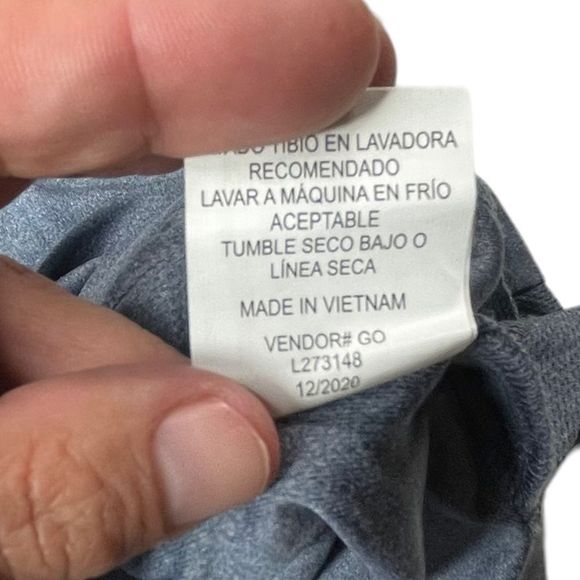 TIBIO EN LAVADORA
RECOMENDADO
LAVAR A MÁQUINA EN FRÍO
ACEPTABLE
TUMBLE SECO BAJO O
LÍNEA SECA
MADE IN VIETNAM
VENDOR# GO
L273148
12/2020